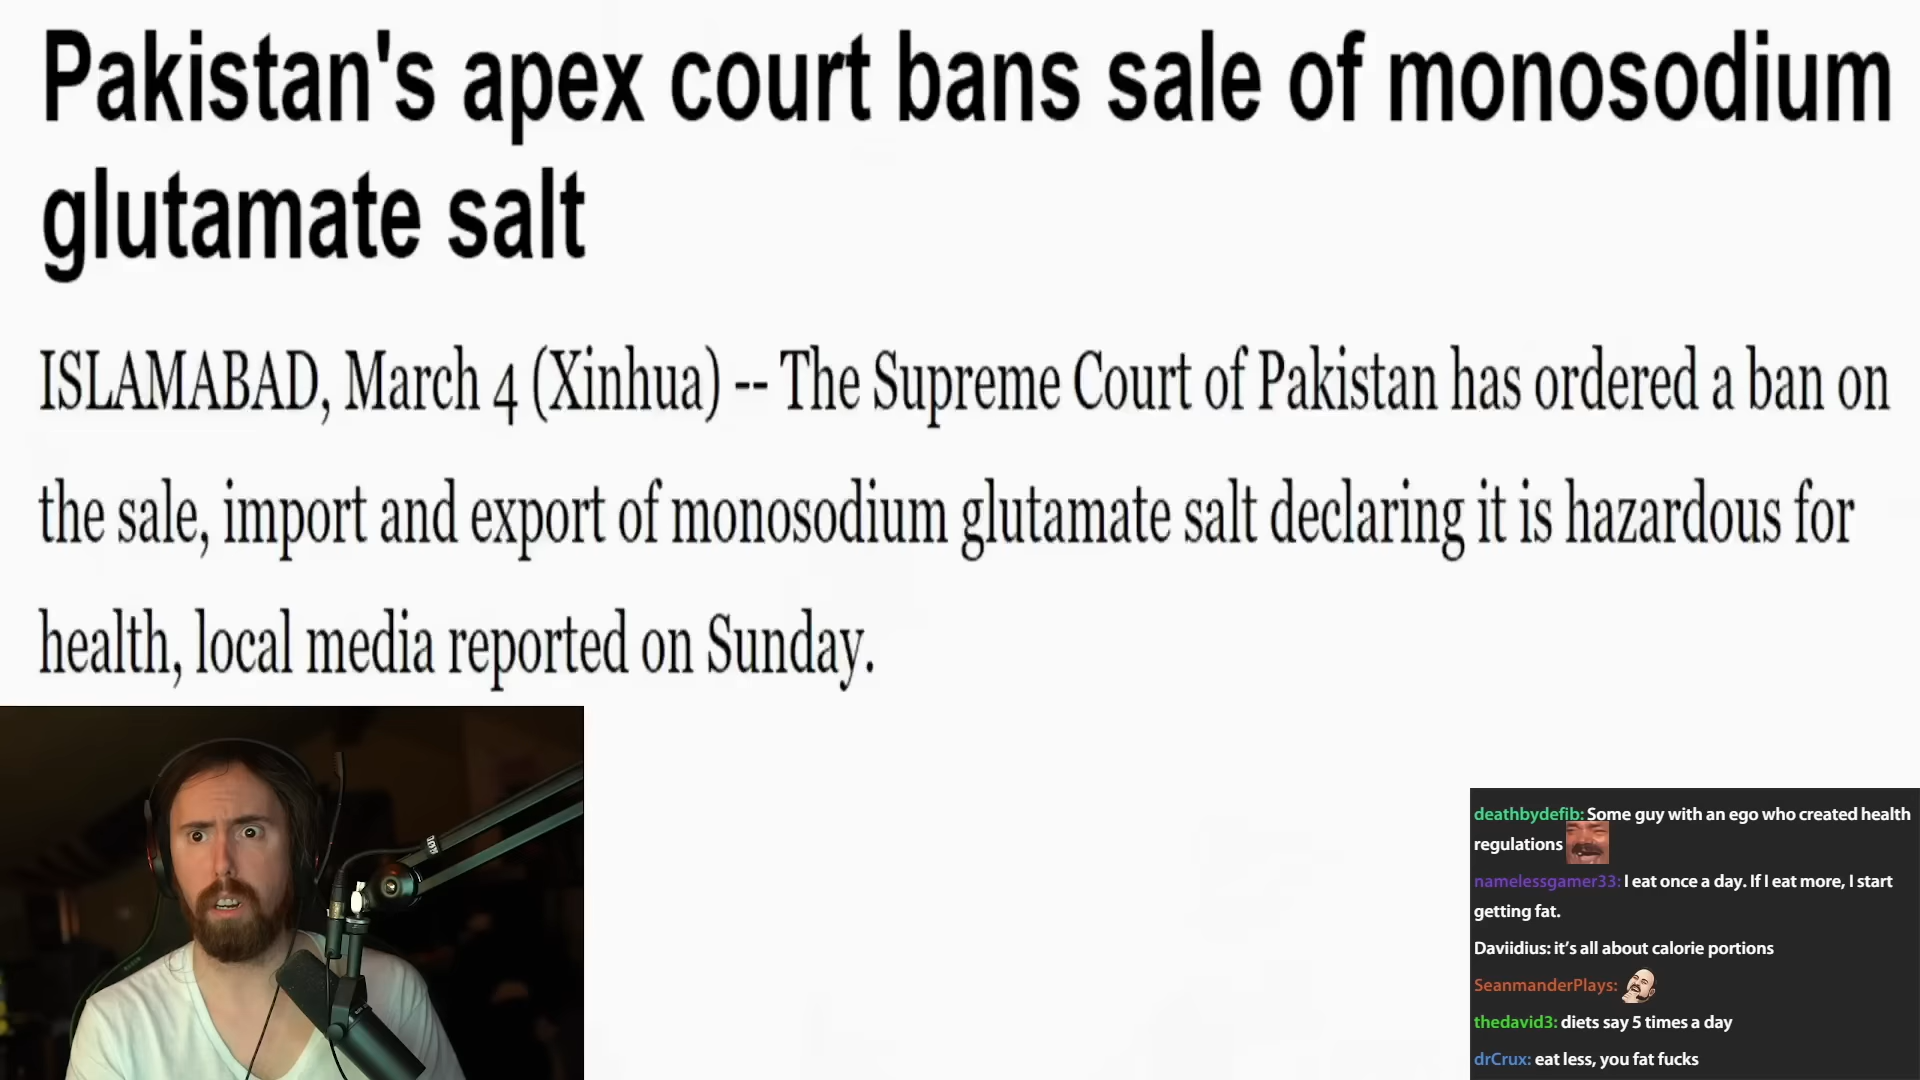 Pakistan's apex court bans sale of monosodium
glutamate salt
ISLAMABAD, March 4 (Xinhua) -- The Supreme Court of Pakistan has ordered a ban on
the sale, import and export of monosodium glutamate salt declaring it is hazardous for
health, local media reported on Sunday.
deathbydefib: Some guy with an ego who created health
regulations
namelessgamer33: I eat once a day. If I eat more, I start
getting fat.
Daviidius: it's all about calorie portions
SeanmanderPlays:
thedavid3: diets say 5 times a day
drCrux: eat less, you fat fucks